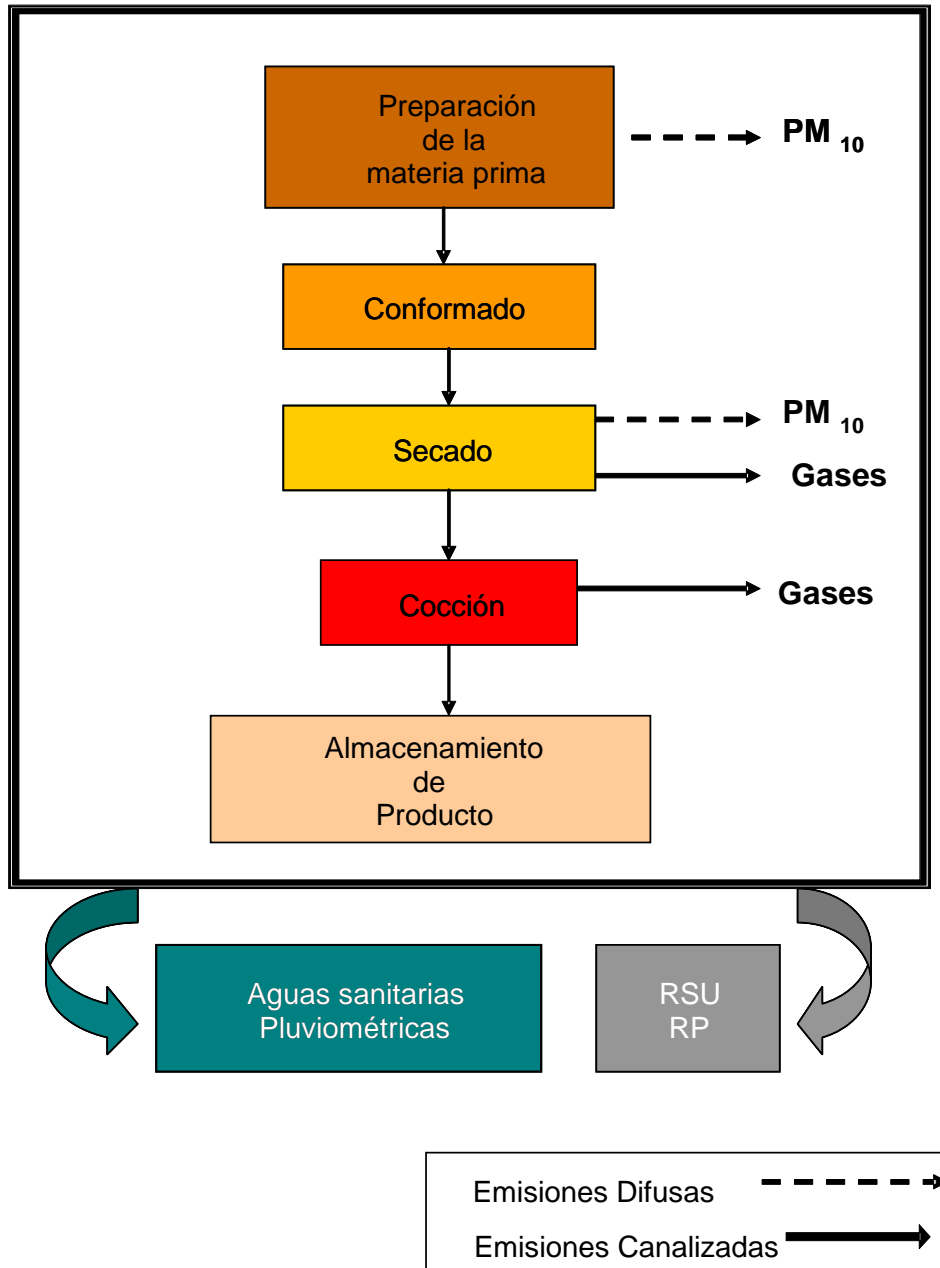 Preparación
de la
materia prima
PM 10
Conformado
Secado
PM 10
Gases
Cocción
Gases
Almacenamiento
de
Producto
Aguas sanitarias
Pluviométricas
RSU
RP
Emisiones Difusas
Emisiones Canalizadas